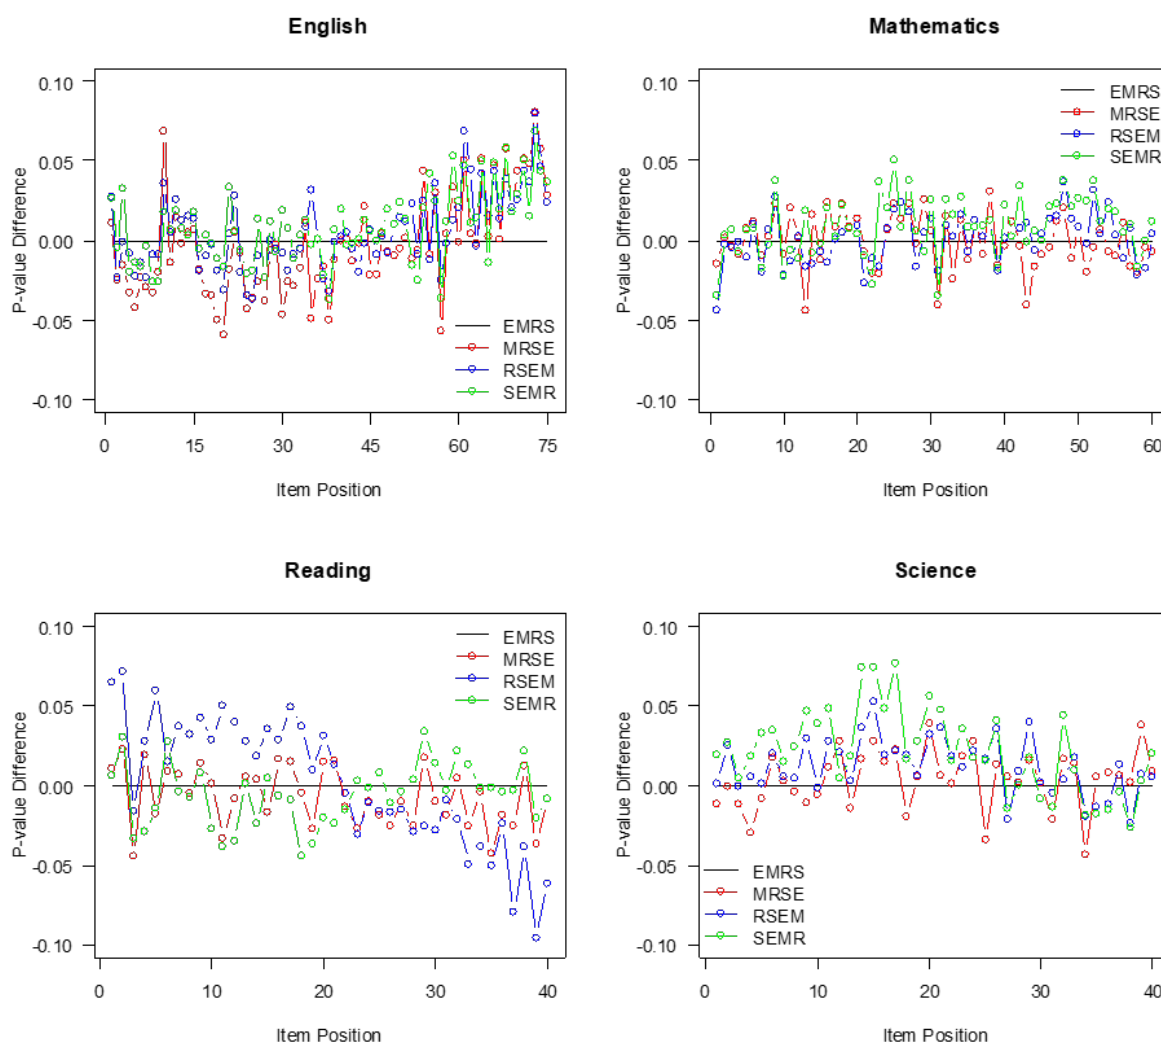 English
P-value Difference
0.10
0.05
0.00
-0.05
-0.10
EMRS
MRSE
RSEM
SEMR
0 15 30 45 60 75
Item Position
Mathematics
P-value Difference
0.10
0.05
0.00
-0.05
-0.10
EMRS
MRSE
RSEM
SEMR
0 10 20 30 40 50 60
Item Position
Reading
P-value Difference
0.10
0.05
0.00
-0.05
-0.10
EMRS
MRSE
RSEM
SEMR
0 10 20 30 40
Item Position
Science
P-value Difference
0.10
0.05
0.00
-0.05
-0.10
EMRS
MRSE
RSEM
SEMR
0 10 20 30 40
Item Position